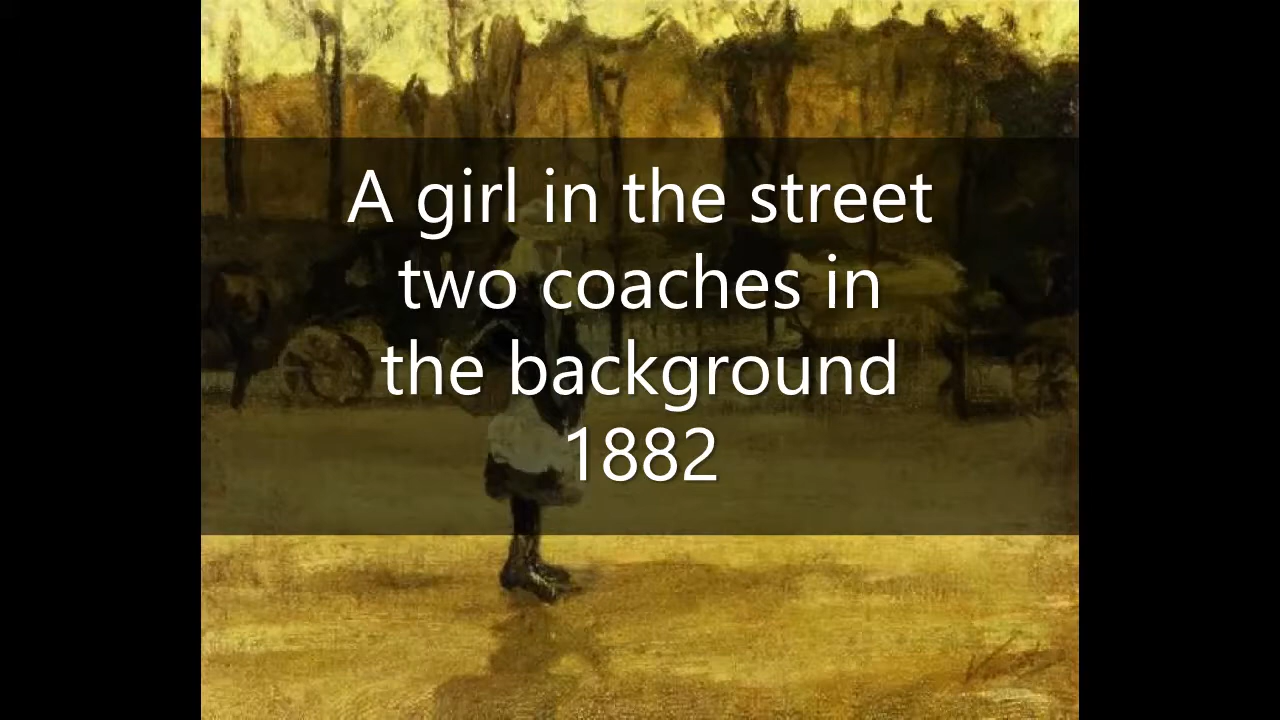 A girl in the street
two coaches in
the background
1882